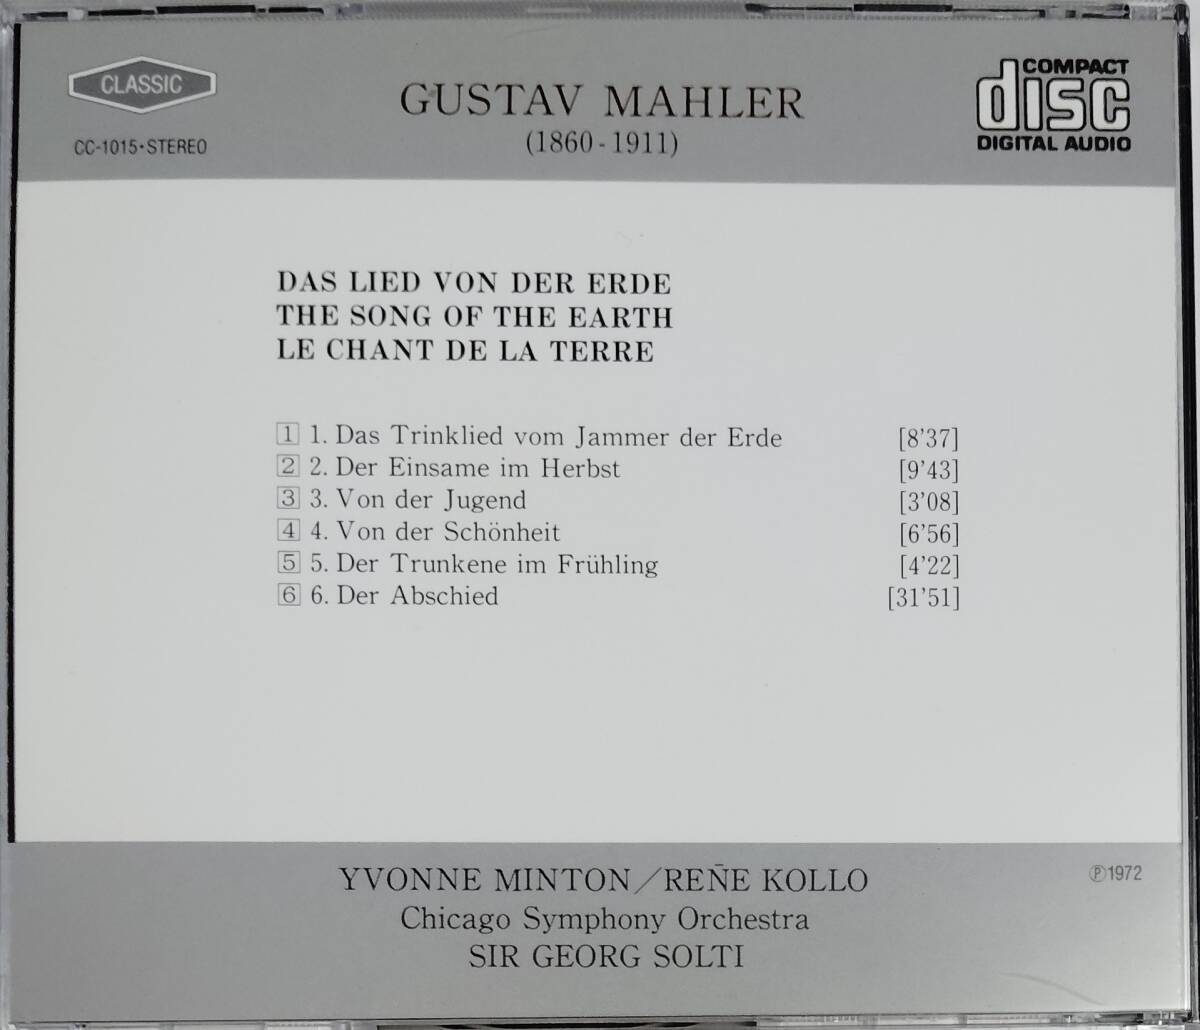 CLASSIC
CC-1015・STEREO
GUSTAV MAHLER
(1860-1911)
COMPACT
disc
DIGITAL AUDIO
DAS LIED VON DER ERDE
THE SONG OF THE EARTH
LE CHANT DE LA TERRE
1 1. Das Trinklied vom Jammer der Erde [8'37]
2 2. Der Einsame im Herbst [9'43]
3 3. Von der Jugend [3'08]
4 4. Von der Schönheit [6'56]
5 5. Der Trunkene im Frühling [4'22]
6 6. Der Abschied [31'51]
YVONNE MINTON/REÑE KOLLO
Chicago Symphony Orchestra
SIR GEORG SOLTI
℗1972